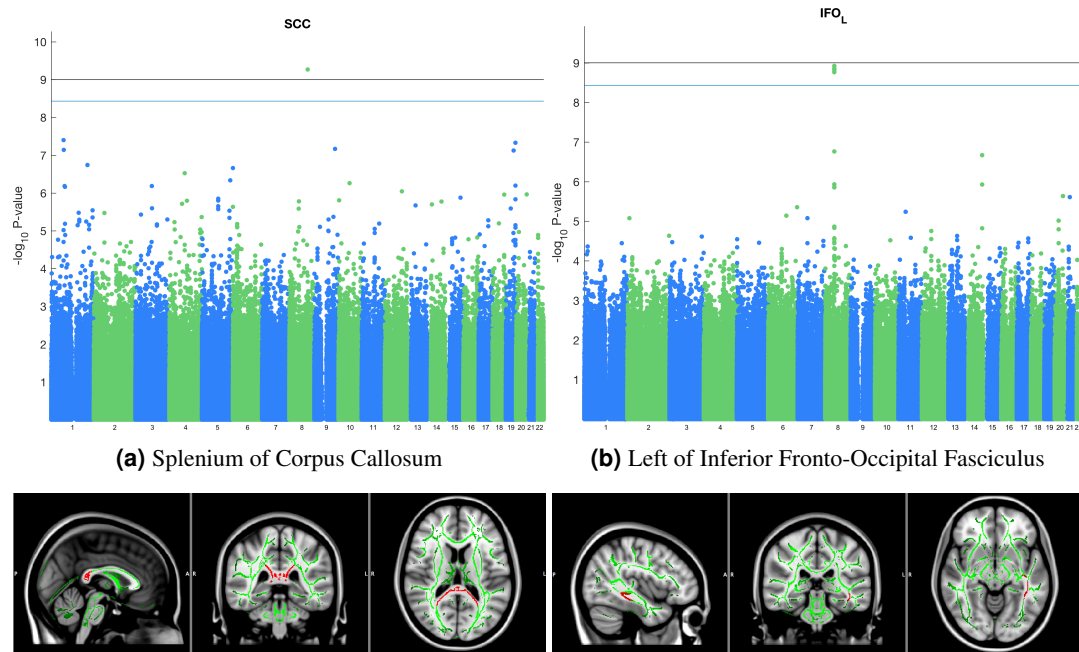 SCC
10
9
8
7
6
5
4
3
2
1
-log10 P-value
1 2 3 4 5 6 7 8 9 10 11 12 13 14 15 16 17 18 19 20 21 22
(a) Splenium of Corpus Callosum
IFO_L
9
8
7
6
5
4
3
2
1
-log10 P-value
1 2 3 4 5 6 7 8 9 10 11 12 13 14 15 16 17 18 19 20 21 2
(b) Left of Inferior Fronto-Occipital Fasciculus
P A R L R L P A R L R L